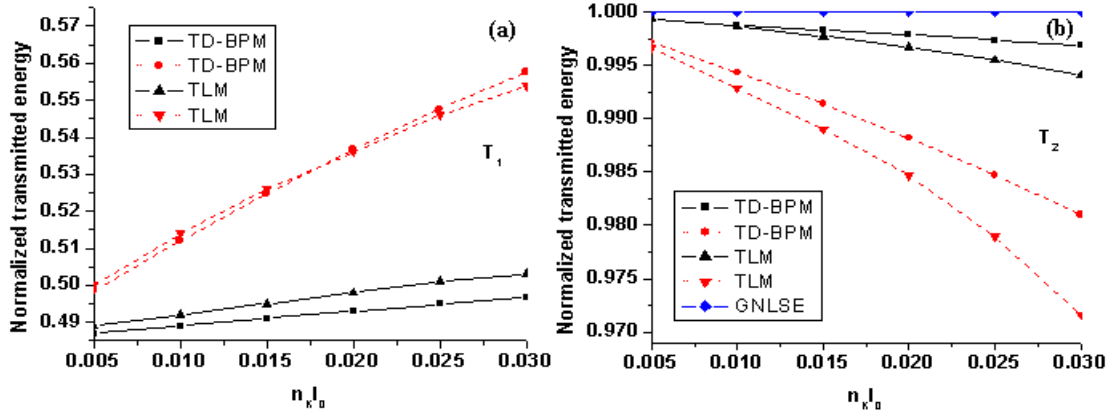 0.57
0.56
0.55
0.54
0.53
0.52
0.51
0.50
0.49
Normalized transmitted energy
TD-BPM
TD-BPM
TLM
TLM
(a)
T₁
0.005 0.010 0.015 0.020 0.025 0.030
nₖI₀
1.000
0.995
0.990
0.985
0.980
0.975
0.970
Normalized transmitted energy
(b)
T₂
TD-BPM
TD-BPM
TLM
TLM
GNLSE
0.005 0.010 0.015 0.020 0.025 0.030
nₖI₀